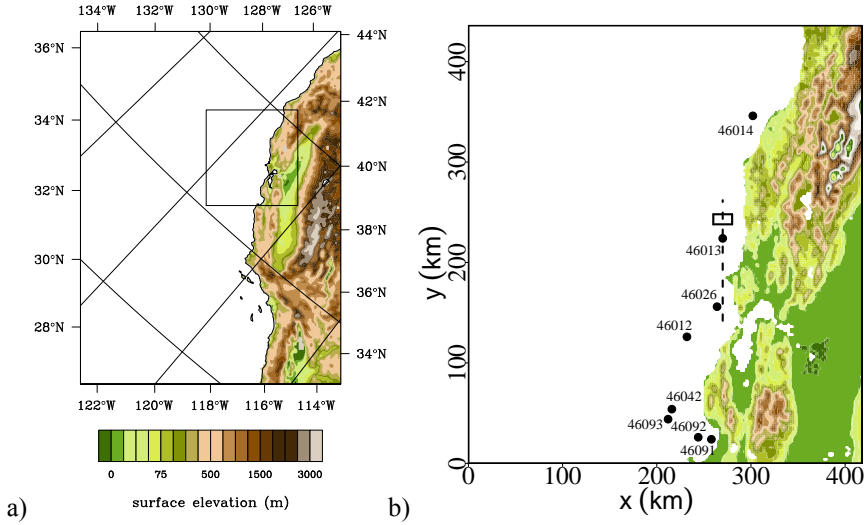 134°W 130°W 128°W 126°W
36°N
34°N
32°N
30°N
28°N
44°N
42°N
40°N
38°N
36°N
34°N
122°W 120°W 118°W 116°W 114°W
0 75 500 1500 3000
surface elevation (m)
a)
b)
y (km)
400
300
200
100
0
46014
46013
46026
46012
46042
46093
46092
46091
0 100 200 300 400
x (km)